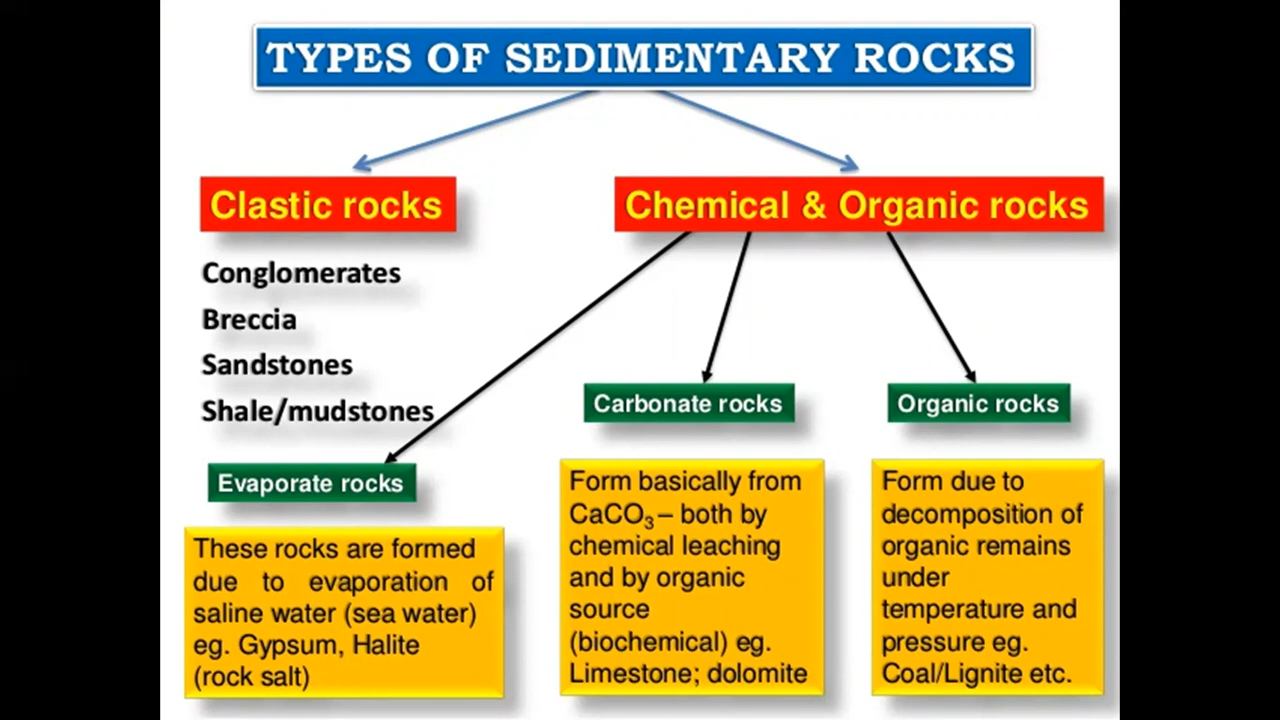 TYPES OF SEDIMENTARY ROCKS
Clastic rocks
Conglomerates
Breccia
Sandstones
Shale/mudstones
Chemical & Organic rocks
Evaporate rocks
These rocks are formed
due to evaporation of
saline water (sea water)
eg. Gypsum, Halite
(rock salt)
Carbonate rocks
Form basically from
CaCO₃ – both by
chemical leaching
and by organic
source
(biochemical) eg.
Limestone; dolomite
Organic rocks
Form due to
decomposition of
organic remains
under
temperature and
pressure eg.
Coal/Lignite etc.